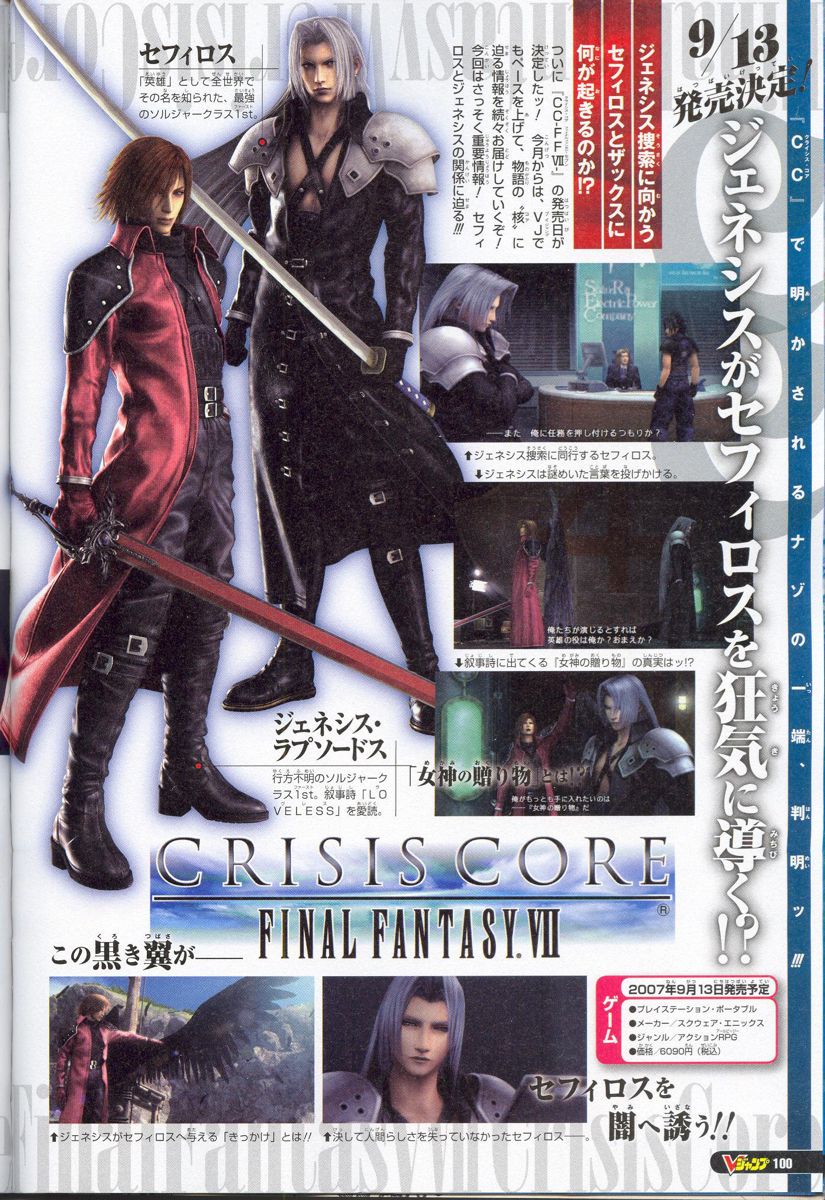 9/13
発売決定!
『CC』で明かされるナゾの一端、判明ッ!!!
ジェネシスがセフィロスを狂気に導く?!
ジェネシス捜索に向かう
セフィロスとザックスに
何が起きるのか!?
ついに『CC-FFⅦ-』の発売日が
決定したッ! 今月からは、VJで
もペースを上げて、物語の〝核〟に
迫る情報を続々お届けしていくぞ!
今回はさっそく重要情報! セフィ
ロスとジェネシスの関係に迫る!!!
セフィロス
「英雄」として全世界で
その名を知られた、最強
のソルジャークラス1st。
Electric Power
Company
——また 俺に任務を押し付けるつもりか?
⬆ジェネシス捜索に同行するセフィロス。
⬇ジェネシスは謎めいた言葉を投げかける。
俺たちが演じるとすれば
英雄の役は俺か?おまえか?
⬇叙事詩に出てくる『女神の贈り物』の真実はッ!?
ジェネシス・
ラプソードス
行方不明のソルジャーク
ラス1st。叙事詩「LO
VELESS」を愛読。
「女神の贈り物」とは!?
俺がもっとも手に入れたいのは
——『女神の贈り物』だ
CRISIS CORE
FINAL FANTASY. VII
®
この黒き翼が——
⬆ジェネシスがセフィロスへ与える「きっかけ」とは!!
⬆決して人間らしさを失っていなかったセフィロス——。
セフィロスを
闇へ誘う!!
ゲーム
2007年9月13日発売予定
●プレイステーション・ポータブル
●メーカー/スクウェア・エニックス
●ジャンル/アクションRPG
●価格/6090円(税込)
Vジャンプ 100